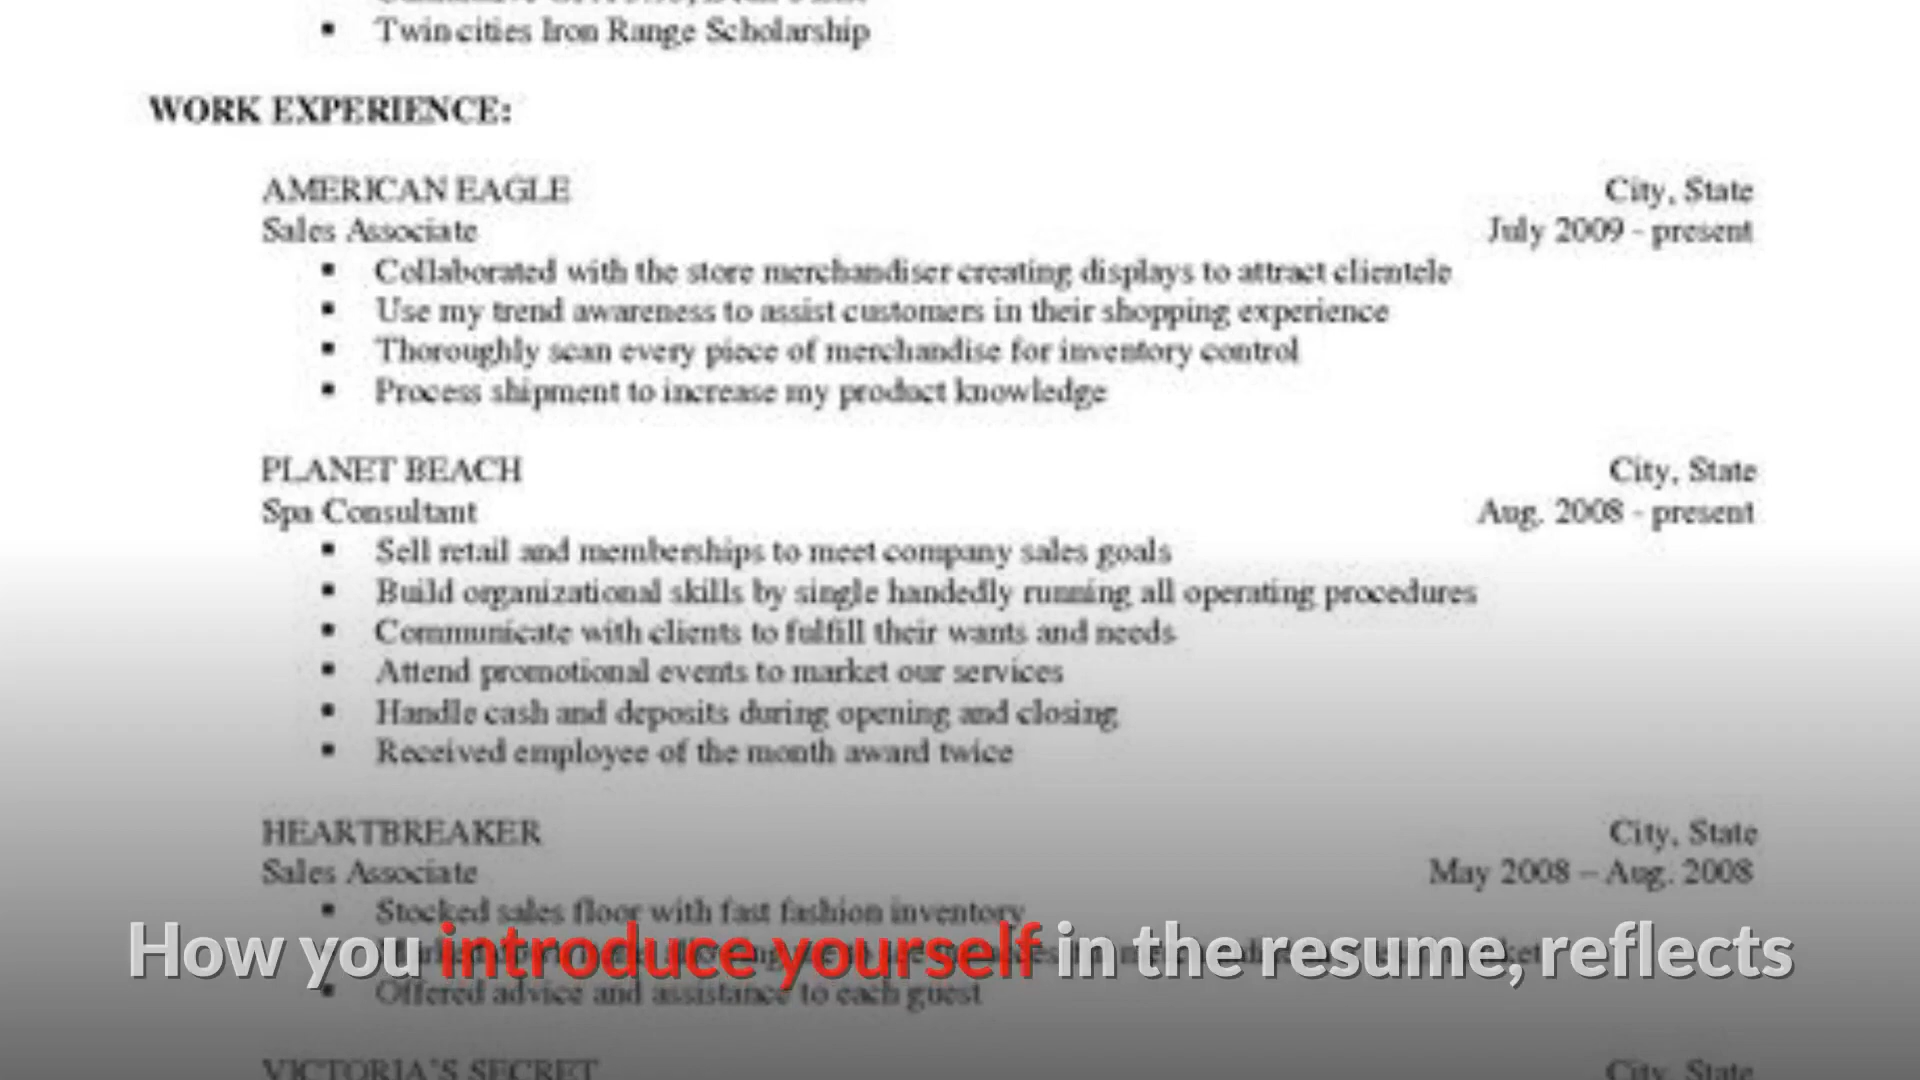 Twincities Iron Range Scholarship
WORK EXPERIENCE:
AMERICAN EAGLE City, State
Sales Associate July 2009 - present
▪ Collaborated with the store merchandiser creating displays to attract clientele
▪ Use my trend awareness to assist customers in their shopping experience
▪ Thoroughly scan every piece of merchandise for inventory control
▪ Process shipment to increase my product knowledge
PLANET BEACH City, State
Spa Consultant Aug. 2008 - present
▪ Sell retail and memberships to meet company sales goals
▪ Build organizational skills by single handedly running all operating procedures
▪ Communicate with clients to fulfill their wants and needs
▪ Attend promotional events to market our services
▪ Handle cash and deposits during opening and closing
▪ Received employee of the month award twice
HEARTBREAKER City, State
Sales Associate May 2008 – Aug. 2008
▪ Stocked sales floor with fast fashion inventory
How you introduce yourself in the resume, reflects
▪ Offered advice and assistance to each guest
VICTORIA'S SECRET City, State